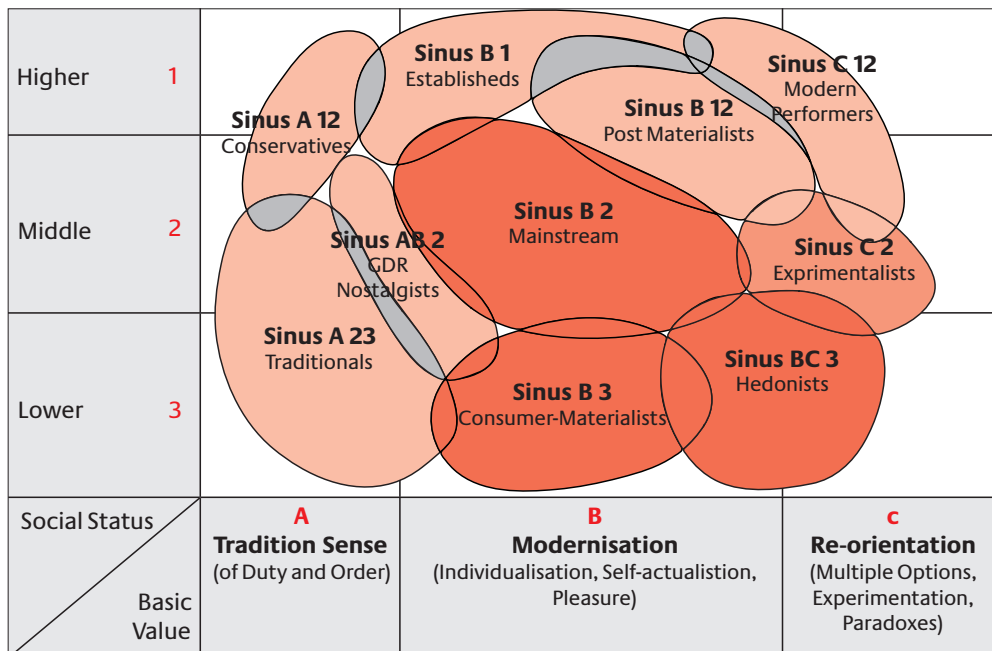 Higher 1
Sinus B 1
Establisheds
Sinus C 12
Modern
Performers
Sinus A 12
Conservatives
Sinus B 12
Post Materialists
Middle 2
Sinus AB 2
GDR
Nostalgists
Sinus B 2
Mainstream
Sinus C 2
Exprimentalists
Lower 3
Sinus A 23
Traditionals
Sinus B 3
Consumer-Materialists
Sinus BC 3
Hedonists
Social Status
Basic
Value
A
Tradition Sense
(of Duty and Order)
B
Modernisation
(Individualisation, Self-actualistion,
Pleasure)
c
Re-orientation
(Multiple Options,
Experimentation,
Paradoxes)